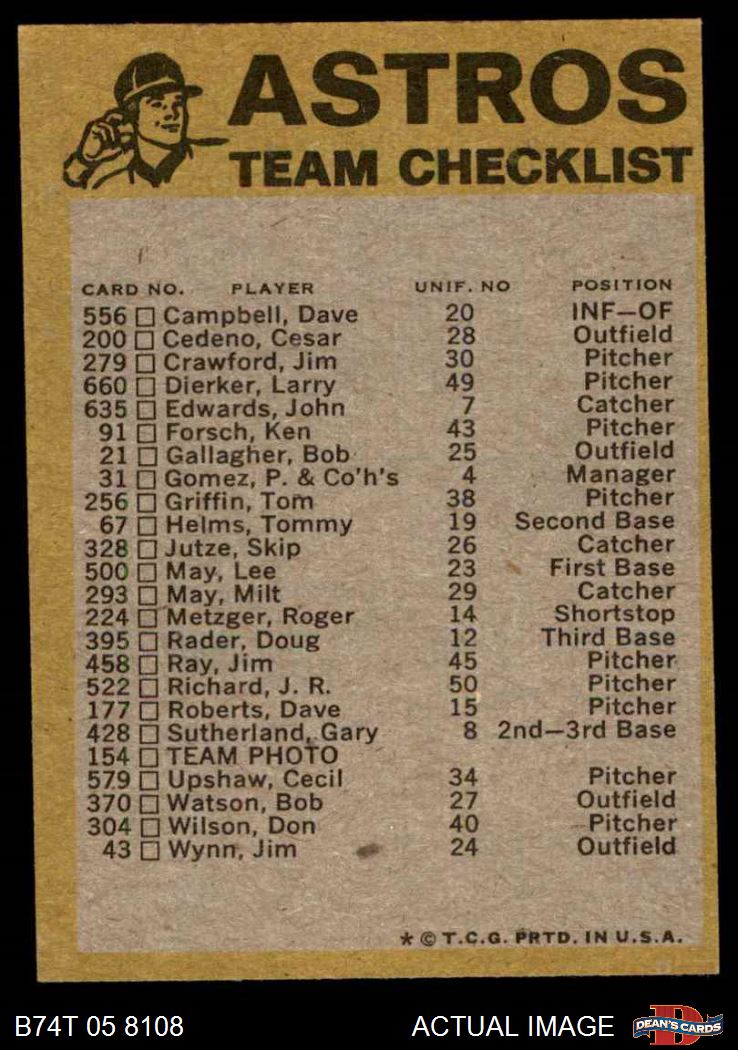 ASTROS
TEAM CHECKLIST
CARD NO. PLAYER UNIF. NO POSITION
556 Campbell, Dave 20 INF—OF
200 Cedeno, Cesar 28 Outfield
279 Crawford, Jim 30 Pitcher
660 Dierker, Larry 49 Pitcher
635 Edwards, John 7 Catcher
91 Forsch, Ken 43 Pitcher
21 Gallagher, Bob 25 Outfield
31 Gomez, P. & Co'h's 4 Manager
256 Griffin, Tom 38 Pitcher
67 Helms, Tommy 19 Second Base
328 Jutze, Skip 26 Catcher
500 May, Lee 23 First Base
293 May, Milt 29 Catcher
224 Metzger, Roger 14 Shortstop
395 Rader, Doug 12 Third Base
458 Ray, Jim 45 Pitcher
522 Richard, J. R. 50 Pitcher
177 Roberts, Dave 15 Pitcher
428 Sutherland, Gary 8 2nd—3rd Base
154 TEAM PHOTO
579 Upshaw, Cecil 34 Pitcher
370 Watson, Bob 27 Outfield
304 Wilson, Don 40 Pitcher
43 Wynn, Jim 24 Outfield
* © T.C.G. PRTD. IN U.S.A.
B74T 05 8108 ACTUAL IMAGE DEAN'S CARDS